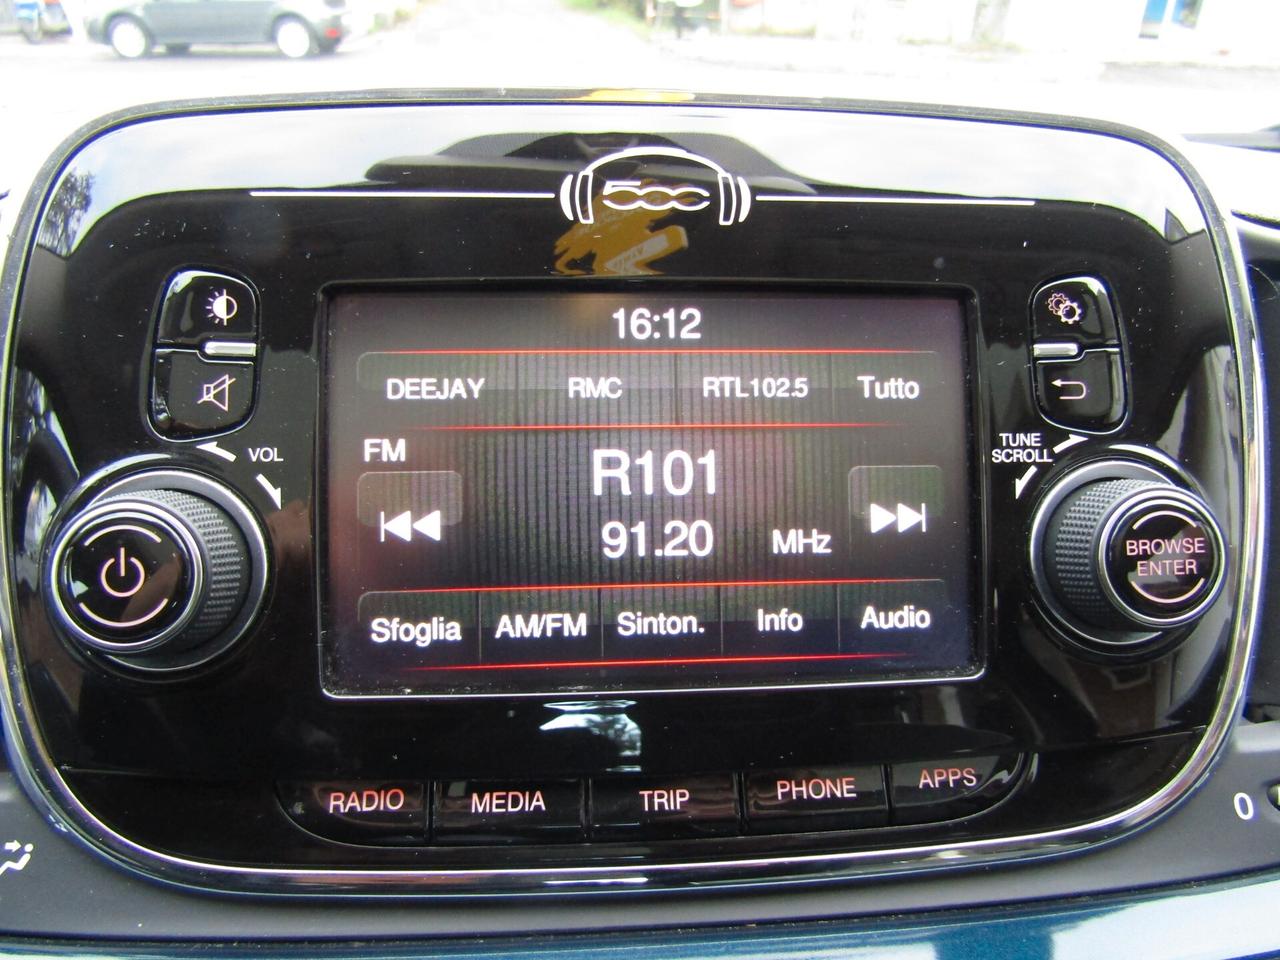 500
16:12
DEEJAY RMC RTL102.5 Tutto
FM
R101
91.20 MHz
Sfoglia AM/FM Sinton. Info Audio
VOL
TUNE
SCROLL
BROWSE
ENTER
RADIO MEDIA TRIP PHONE APPS
0